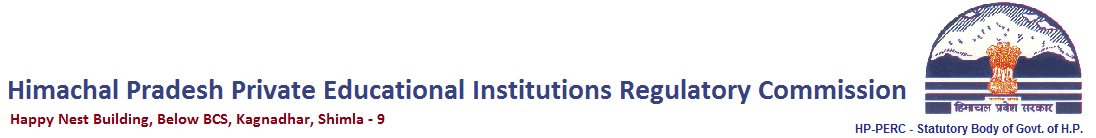 Himachal Pradesh Private Educational Institutions Regulatory Commission
Happy Nest Building, Below BCS, Kagnadhar, Shimla - 9
हिमाचल प्रदेश सरकार
HP-PERC - Statutory Body of Govt. of H.P.